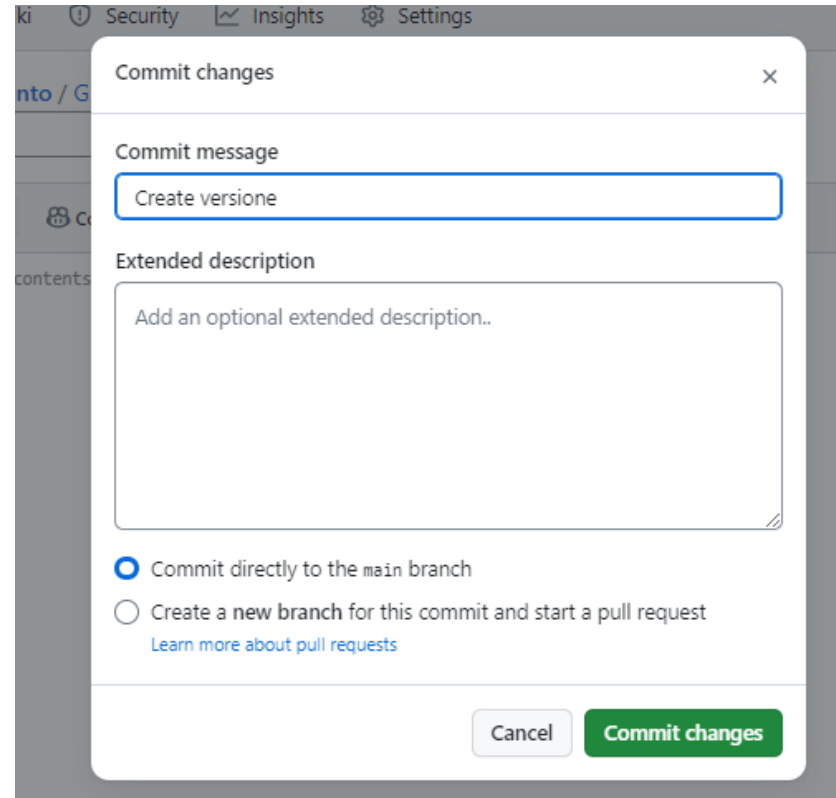 ki Security Insights Settings
Commit changes
nto / G
Commit message
Create versione
Co
Extended description
contents
Add an optional extended description..
Commit directly to the main branch
Create a new branch for this commit and start a pull request
Learn more about pull requests
Cancel Commit changes